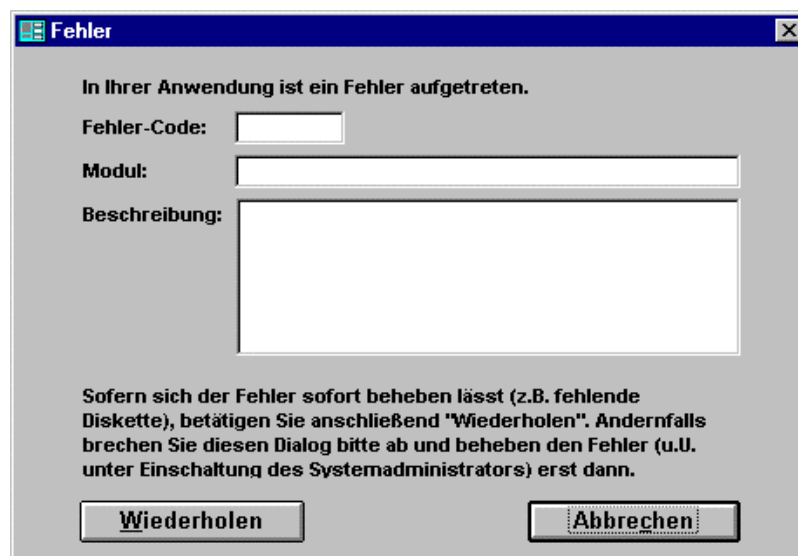 Fehler
In Ihrer Anwendung ist ein Fehler aufgetreten.
Fehler-Code:
Modul:
Beschreibung:
Sofern sich der Fehler sofort beheben lässt (z.B. fehlende
Diskette), betätigen Sie anschließend "Wiederholen". Andernfalls
brechen Sie diesen Dialog bitte ab und beheben den Fehler (u.U.
unter Einschaltung des Systemadministrators) erst dann.
Wiederholen
Abbrechen